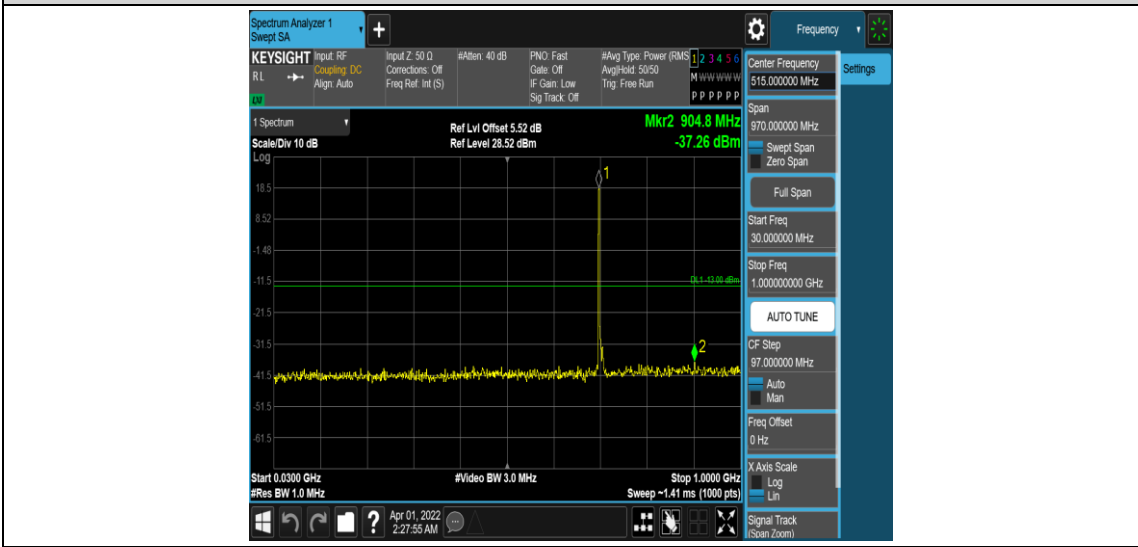 Spectrum Analyzer 1
Swept SA
+
Frequency
KEYSIGHT
RL
Input: RF
Coupling: DC
Align: Auto
Input Z: 50 Ω
Corrections: Off
Freq Ref: Int (S)
#Atten: 40 dB
PNO: Fast
Gate: Off
IF Gain: Low
Sig Track: Off
#Avg Type: Power (RMS
Avg|Hold: 50/50
Trig: Free Run
1 2 3 4 5 6
M W W W W W
P P P P P P
1 Spectrum
Scale/Div 10 dB
Log
Ref Lvl Offset 5.52 dB
Ref Level 28.52 dBm
Mkr2 904.8 MHz
-37.26 dBm
1
18.5
8.52
-1.48
DL1 -13.00 dBm
-11.5
-21.5
-31.5
2
-41.5
-51.5
-61.5
Start 0.0300 GHz
#Res BW 1.0 MHz
#Video BW 3.0 MHz
Stop 1.0000 GHz
Sweep ~1.41 ms (1000 pts)
?
Apr 01, 2022
2:27:55 AM
Center Frequency
515.000000 MHz
Settings
Span
970.000000 MHz
Swept Span
Zero Span
Full Span
Start Freq
30.000000 MHz
Stop Freq
1.000000000 GHz
AUTO TUNE
CF Step
97.000000 MHz
Auto
Man
Freq Offset
0 Hz
X Axis Scale
Log
Lin
Signal Track
(Span Zoom)